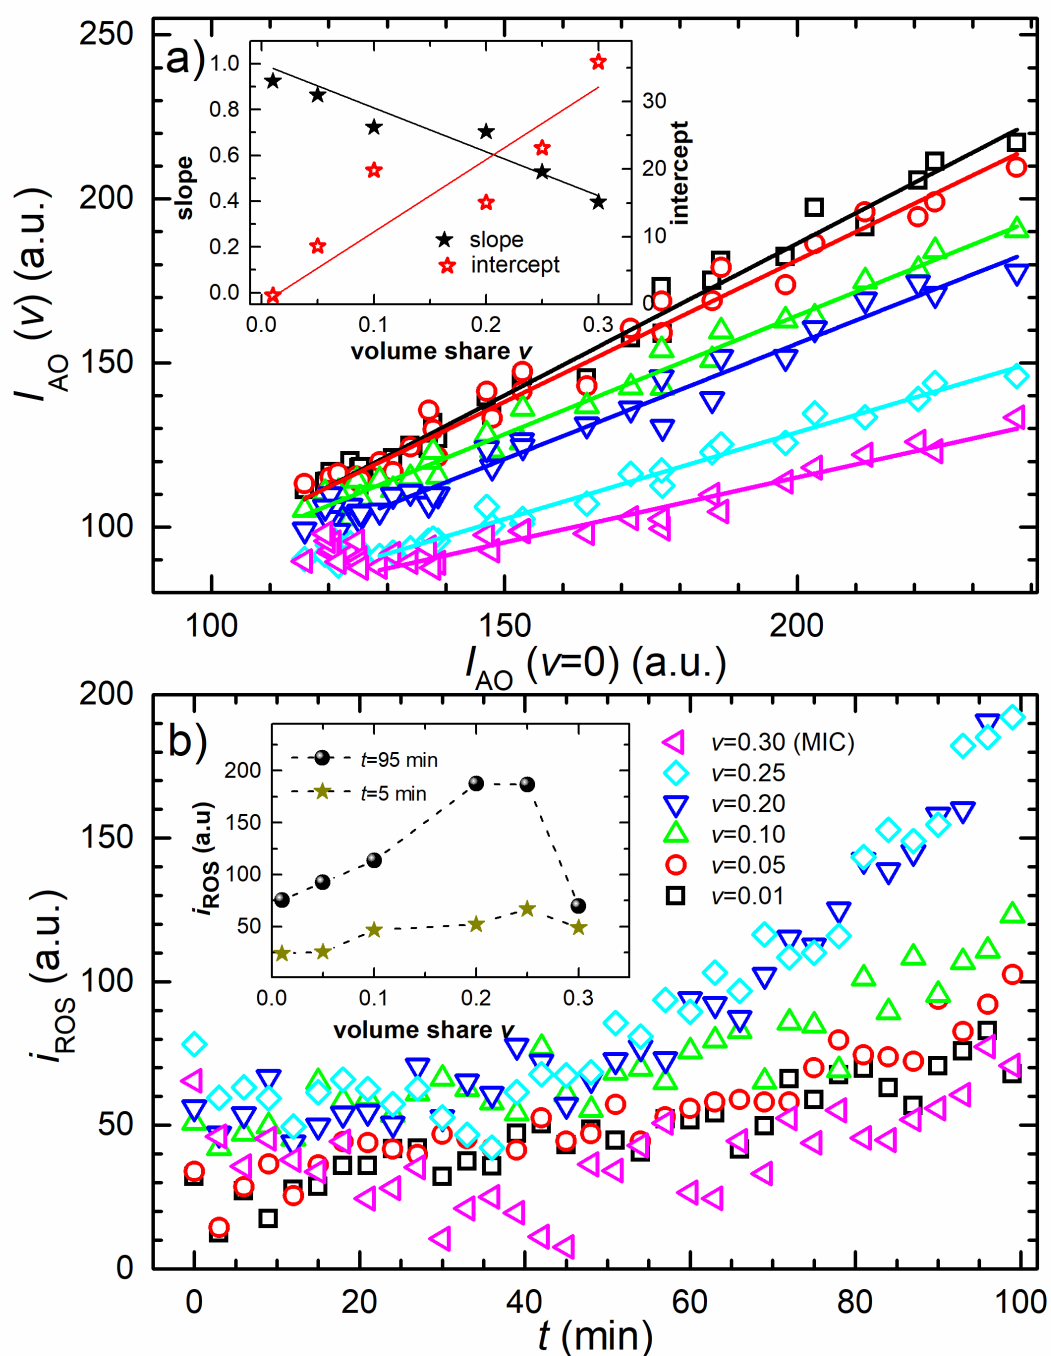 250
200
150
100
I_AO (v) (a.u.)
a)
1.0
0.8
0.6
0.4
0.2
0.0
slope
30
20
10
0
intercept
slope
intercept
0.0 0.1 0.2 0.3
volume share v
100 150 200
I_AO (v=0) (a.u.)
200
150
100
50
0
i_ROS (a.u.)
b)
200
150
100
50
i_ROS (a.u)
t=95 min
t=5 min
0.0 0.1 0.2 0.3
volume share v
v=0.30 (MIC)
v=0.25
v=0.20
v=0.10
v=0.05
v=0.01
0 20 40 60 80 100
t (min)